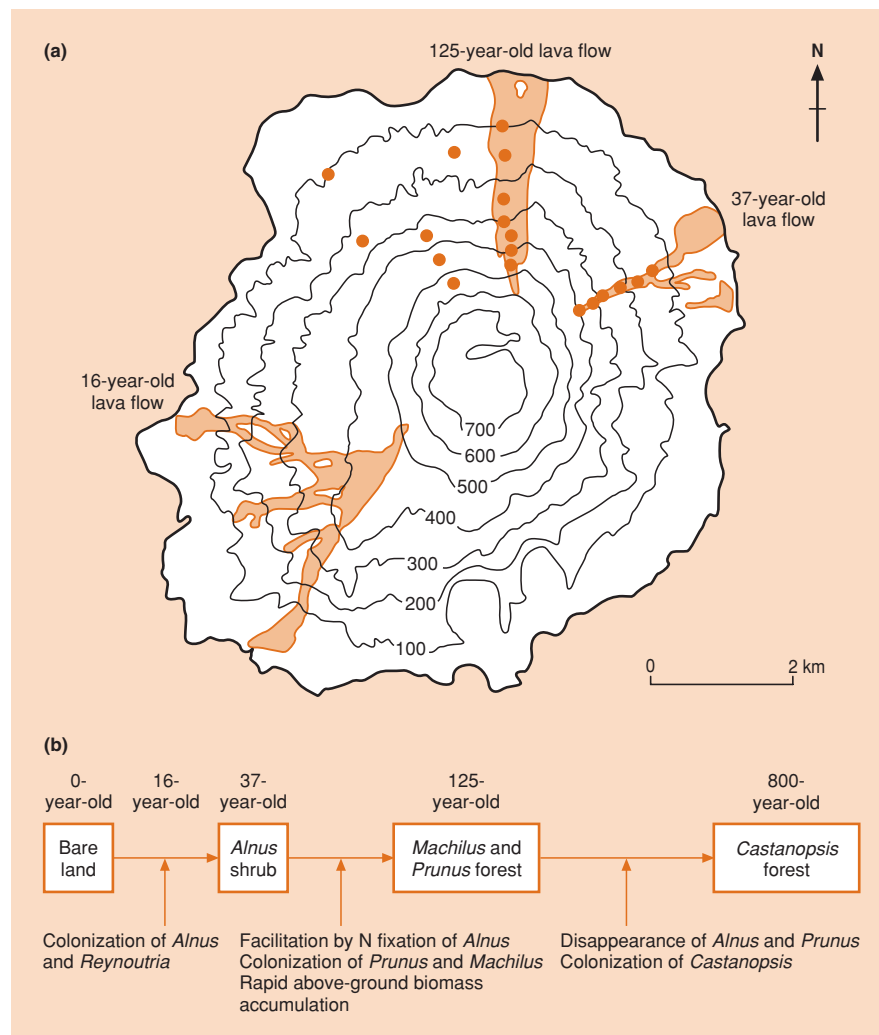 (a)
125-year-old lava flow
N
37-year-old
lava flow
16-year-old
lava flow
700
600
500
400
300
200
100
0
2 km
(b)
0-
year-old
16-
year-old
37-
year-old
125-
year-old
800-
year-old
Bare
land
Alnus
shrub
Machilus and
Prunus forest
Castanopsis
forest
Colonization of Alnus
and Reynoutria
Facilitation by N fixation of Alnus
Colonization of Prunus and Machilus
Rapid above-ground biomass
accumulation
Disappearance of Alnus and Prunus
Colonization of Castanopsis